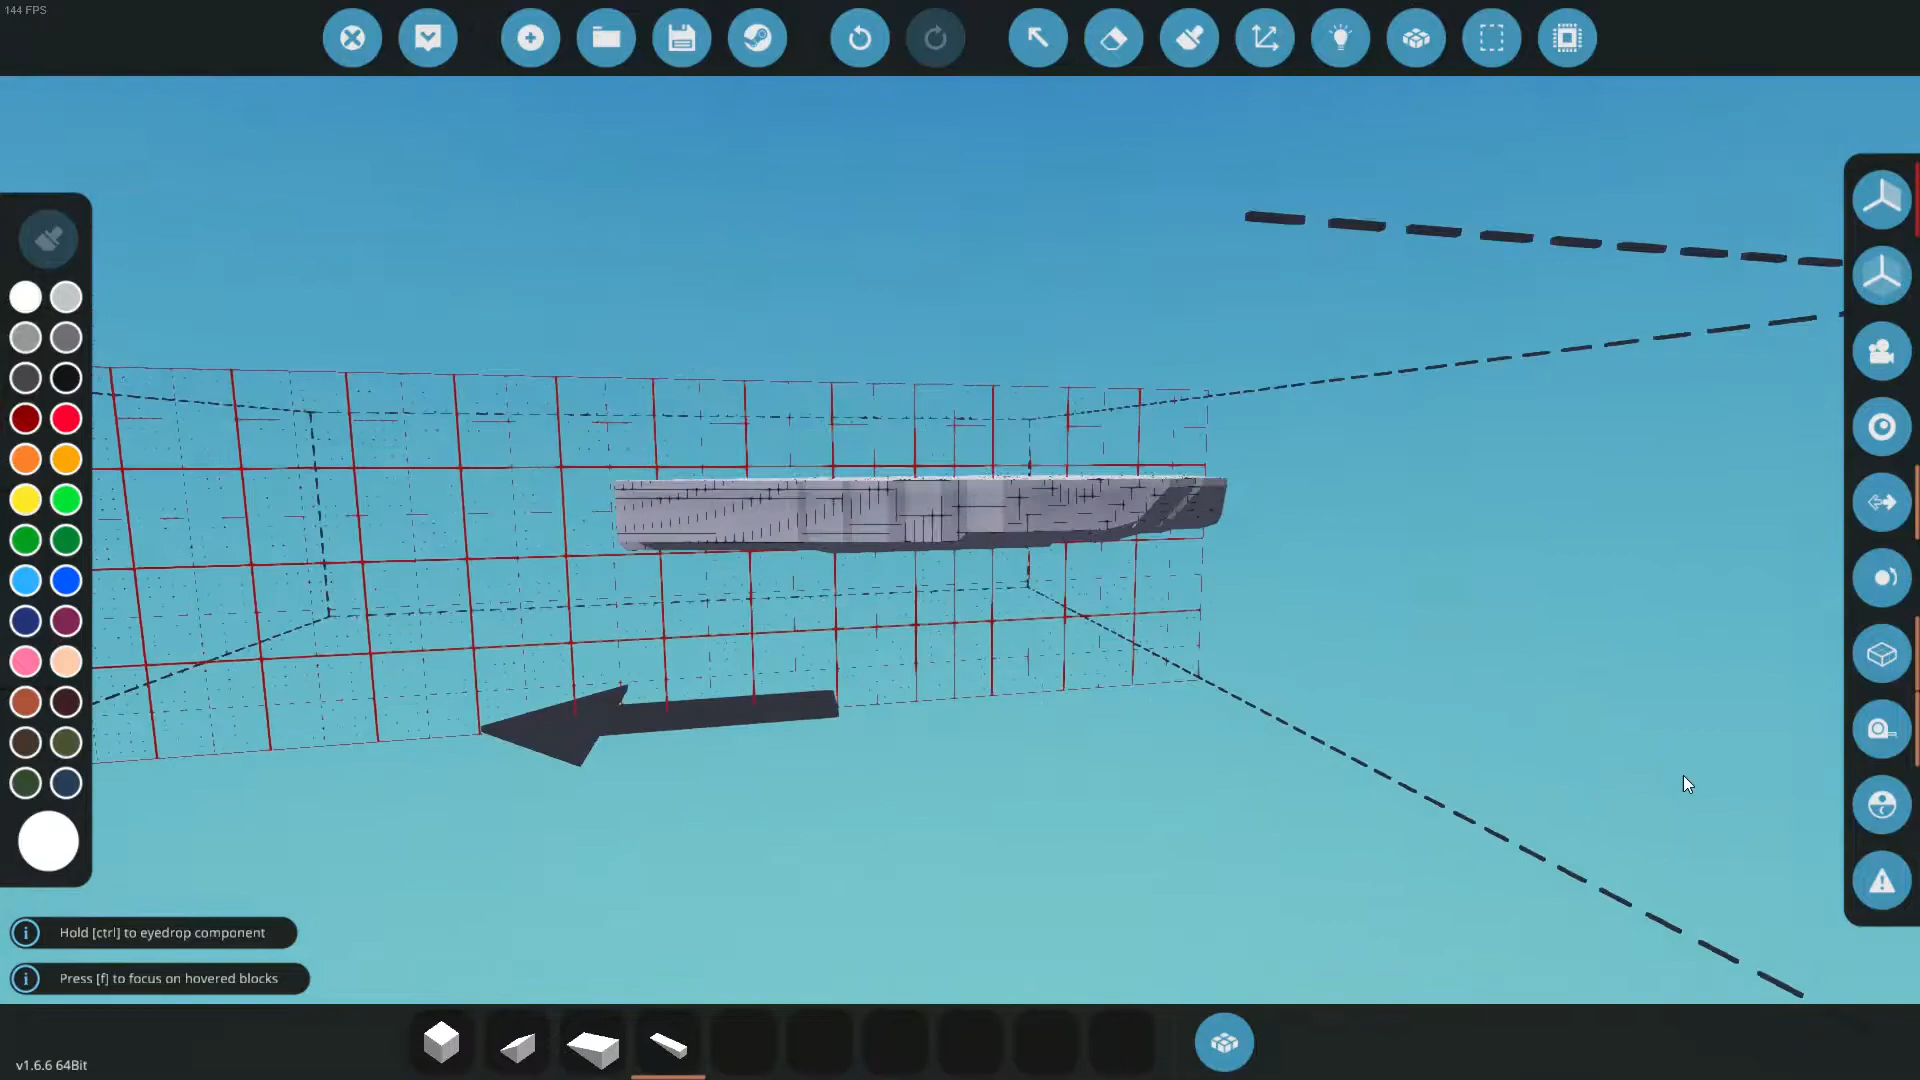 144 FPS
Hold [ctrl] to eyedrop component
Press [f] to focus on hovered blocks
v1.6.6 64Bit